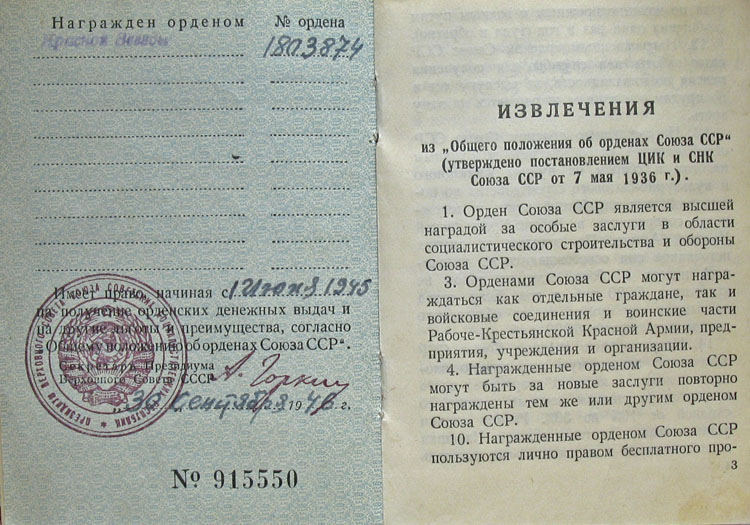 Награжден орденом № ордена
Красной Звезды 1803874
Имеет право, начиная с 1 Июня 1945
на получение орденских денежных выдач и
на другие льготы и преимущества, согласно
„Общему положению об орденах Союза ССР“.
Секретарь Президиума
Верховного Совета СССР А. Горкин
„30“ Сентября 1946 г.
№ 915550
ИЗВЛЕЧЕНИЯ
из „Общего положения об орденах Союза ССР“
(утверждено постановлением ЦИК и СНК
Союза ССР от 7 мая 1936 г.).
1. Орден Союза ССР является высшей
наградой за особые заслуги в области
социалистического строительства и обороны
Союза ССР.
3. Орденами Союза ССР могут награ-
ждаться как отдельные граждане, так и
войсковые соединения и воинские части
Рабоче-Крестьянской Красной Армии, пред-
приятия, учреждения и организации.
4. Награжденные орденом Союза ССР
могут быть за новые заслуги повторно
награждены тем же или другим орденом
Союза ССР.
10. Награжденные орденом Союза ССР
пользуются лично правом бесплатного про-
3